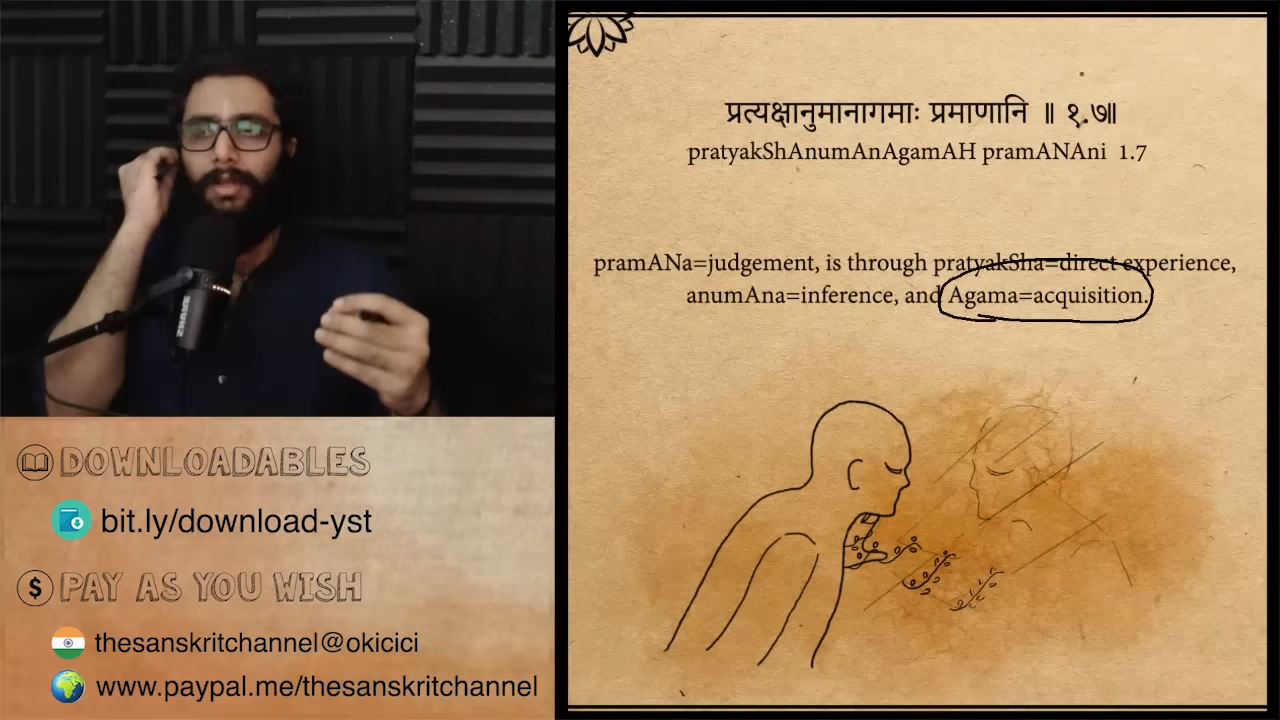 DOWNLOADABLES
bit.ly/download-yst
PAY AS YOU WISH
thesanskritchannel@okicici
www.paypal.me/thesanskritchannel
प्रत्यक्षानुमानागमाः प्रमाणानि ॥ १.७॥
pratyakShAnumAnAgamAH pramANAni 1.7
pramANa=judgement, is through pratyakSha=direct experience,
anumAna=inference, and Agama=acquisition.